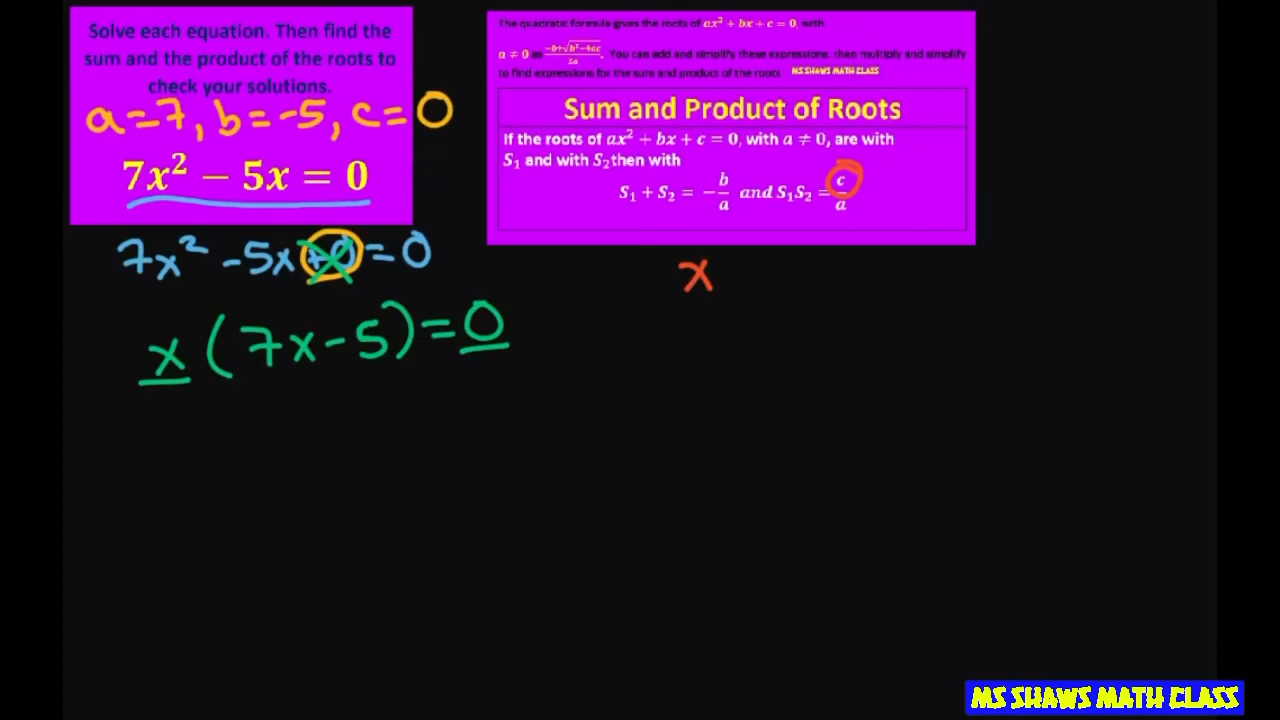 Solve each equation. Then find the
sum and the product of the roots to
check your solutions.
a=7, b=-5, c=0
7x² − 5x = 0
7x² -5x +0 =0
x(7x-5)=0
The quadratic formula gives the roots of ax² + bx + c = 0, with
a ≠ 0 as (−b±√(b²−4ac))/2a. You can add and simplify these expressions, then multiply and simplify
to find expressions for the sum and product of the roots MS SHAWS MATH CLASS
Sum and Product of Roots
If the roots of ax² + bx + c = 0, with a ≠ 0, are with
S₁ and with S₂ then with
S₁ + S₂ = −b/a and S₁S₂ = c/a
x
MS SHAWS MATH CLASS